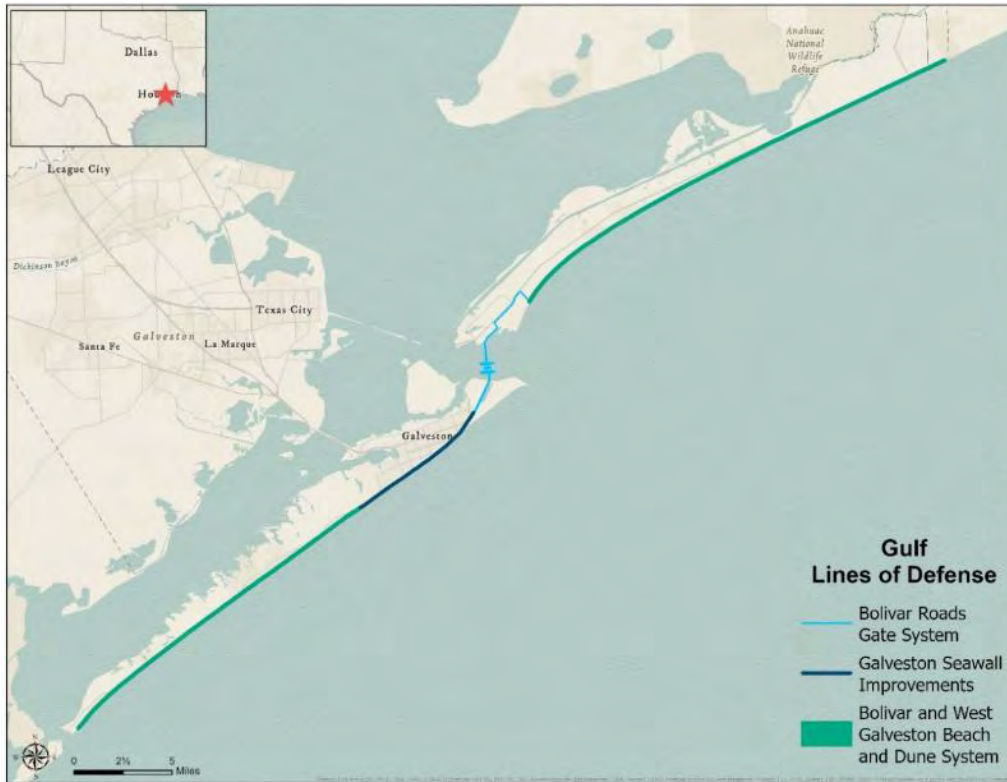 Dallas
Houston
Anahuac
National
Wildlife
Refuge
League City
Dickinson Bayou
Texas City
Galveston
La Marque
Santa Fe
Galveston
Gulf
Lines of Defense
Bolivar Roads
Gate System
Galveston Seawall
Improvements
Bolivar and West
Galveston Beach
and Dune System
N
W
E
S
0 2½ 5
Miles